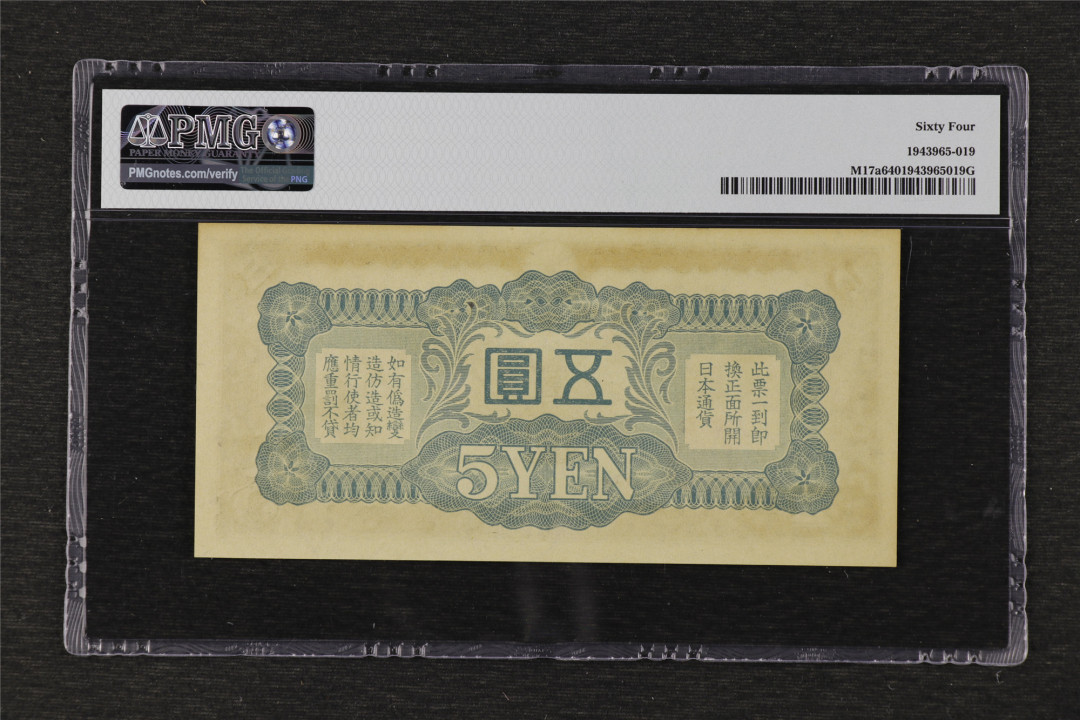 PMG
PAPER MONEY GUARANTY
PMGnotes.com/verify
PNG
Sixty Four
1943965-019
M17a6401943965019G
圓五
此票一到即
換正面所開
日本通貨
如有僞造變
造仿造或知
情行使者均
應重罰不貸
5YEN